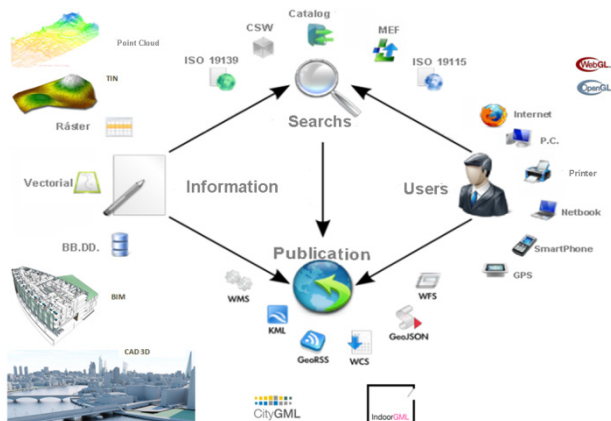 Catalog
CSW
MEF
Point Cloud
ISO 19139
ISO 19115
WebGL
TIN
OpenGL
Searchs
Internet
Ráster
P.C.
Printer
Vectorial
Information
Users
Netbook
BB.DD.
SmartPhone
Publication
GPS
WMS
WFS
BIM
KML
GeoJSON
GeoRSS
WCS
CAD 3D
CityGML
IndoorGML